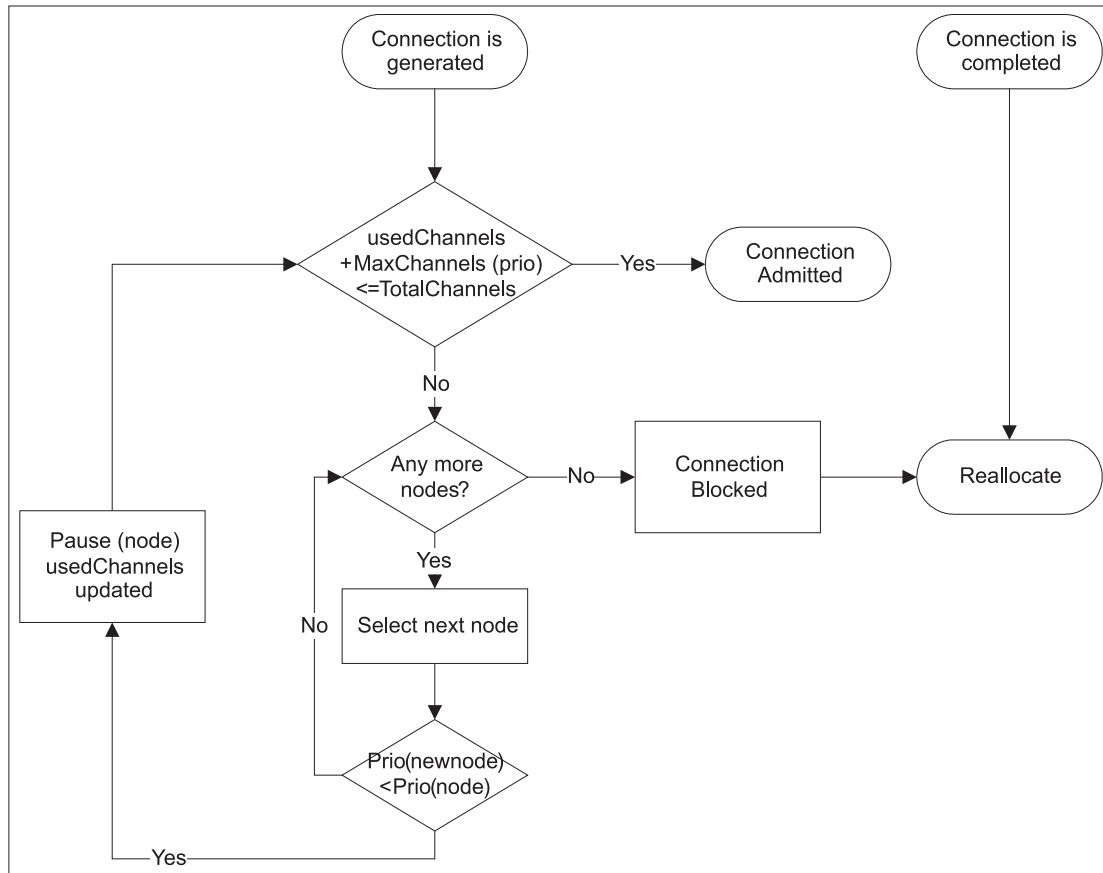 Connection is
generated
Connection is
completed
usedChannels
+MaxChannels (prio)
<=TotalChannels
Yes
Connection
Admitted
No
Any more
nodes?
No
Connection
Blocked
Reallocate
Pause (node)
usedChannels
updated
Yes
Select next node
No
Prio(newnode)
<Prio(node)
Yes